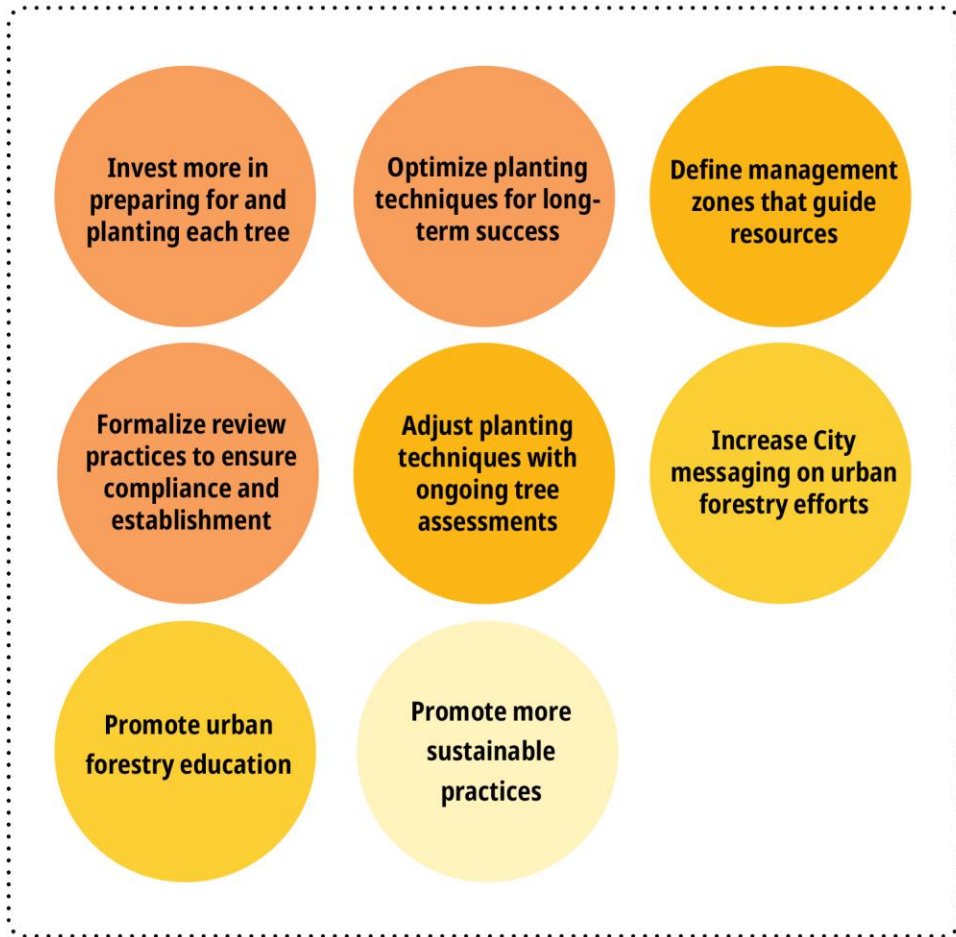 Invest more in
preparing for and
planting each tree
Optimize planting
techniques for long-
term success
Define management
zones that guide
resources
Formalize review
practices to ensure
compliance and
establishment
Adjust planting
techniques with
ongoing tree
assessments
Increase City
messaging on urban
forestry efforts
Promote urban
forestry education
Promote more
sustainable
practices